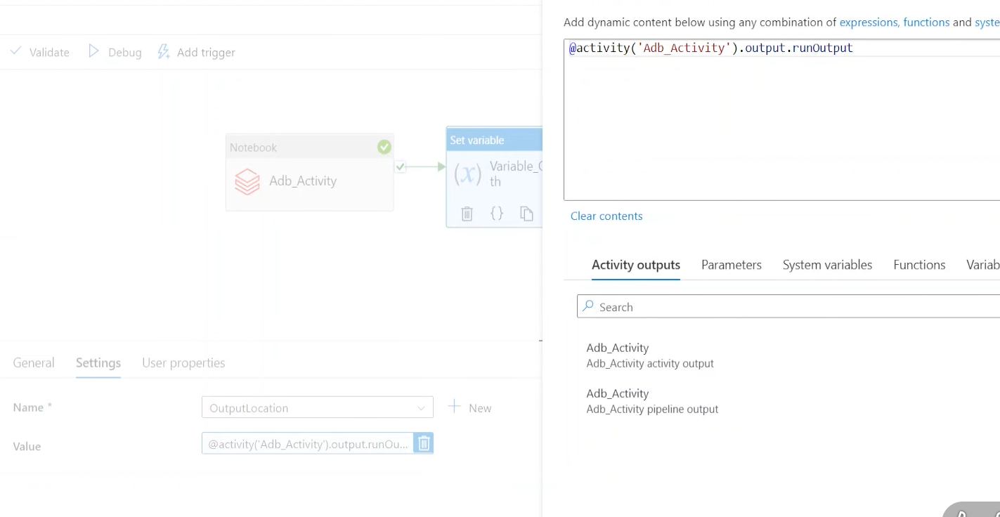 Add dynamic content below using any combination of expressions, functions and syste
@activity('Adb_Activity').output.runOutput
Validate
Debug
Add trigger
Notebook
Adb_Activity
Set variable
Variable_
th
{}
Clear contents
Activity outputs
Parameters
System variables
Functions
Variab
Search
Adb_Activity
Adb_Activity activity output
Adb_Activity
Adb_Activity pipeline output
General
Settings
User properties
Name *
OutputLocation
New
Value
@activity('Adb_Activity').output.runOu...